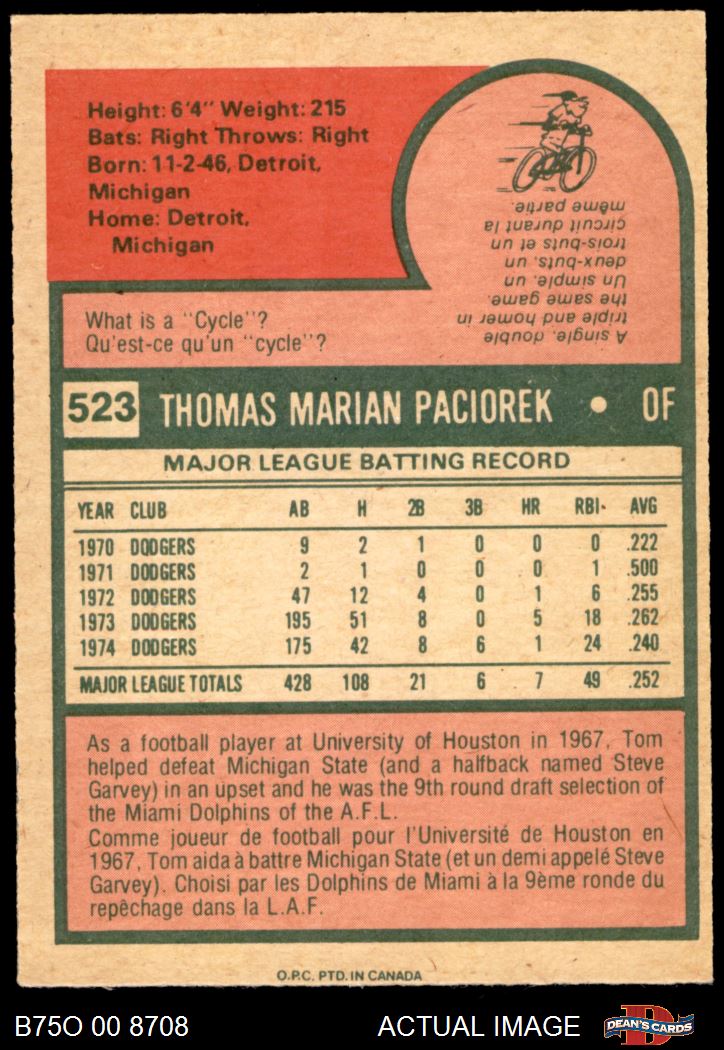 Height: 6'4" Weight: 215
Bats: Right Throws: Right
Born: 11-2-46, Detroit,
Michigan
Home: Detroit,
Michigan
What is a "Cycle"?
Qu'est-ce qu'un "cycle"?
A single, double
triple and homer in
the same game.
Un simple, un
deux-buts, un
trois-buts et un
circuit durant la
même partie.
523 THOMAS MARIAN PACIOREK • OF
MAJOR LEAGUE BATTING RECORD
YEAR CLUB AB H 2B 3B HR RBI AVG
1970 DODGERS 9 2 1 0 0 0 .222
1971 DODGERS 2 1 0 0 0 1 .500
1972 DODGERS 47 12 4 0 1 6 .255
1973 DODGERS 195 51 8 0 5 18 .262
1974 DODGERS 175 42 8 6 1 24 .240
MAJOR LEAGUE TOTALS 428 108 21 6 7 49 .252
As a football player at University of Houston in 1967, Tom
helped defeat Michigan State (and a halfback named Steve
Garvey) in an upset and he was the 9th round draft selection of
the Miami Dolphins of the A.F.L.
Comme joueur de football pour l'Université de Houston en
1967, Tom aida à battre Michigan State (et un demi appelé Steve
Garvey). Choisi par les Dolphins de Miami à la 9ème ronde du
repêchage dans la L.A.F.
O.P.C. PTD. IN CANADA
B75O 00 8708 ACTUAL IMAGE DEAN'S CARDS